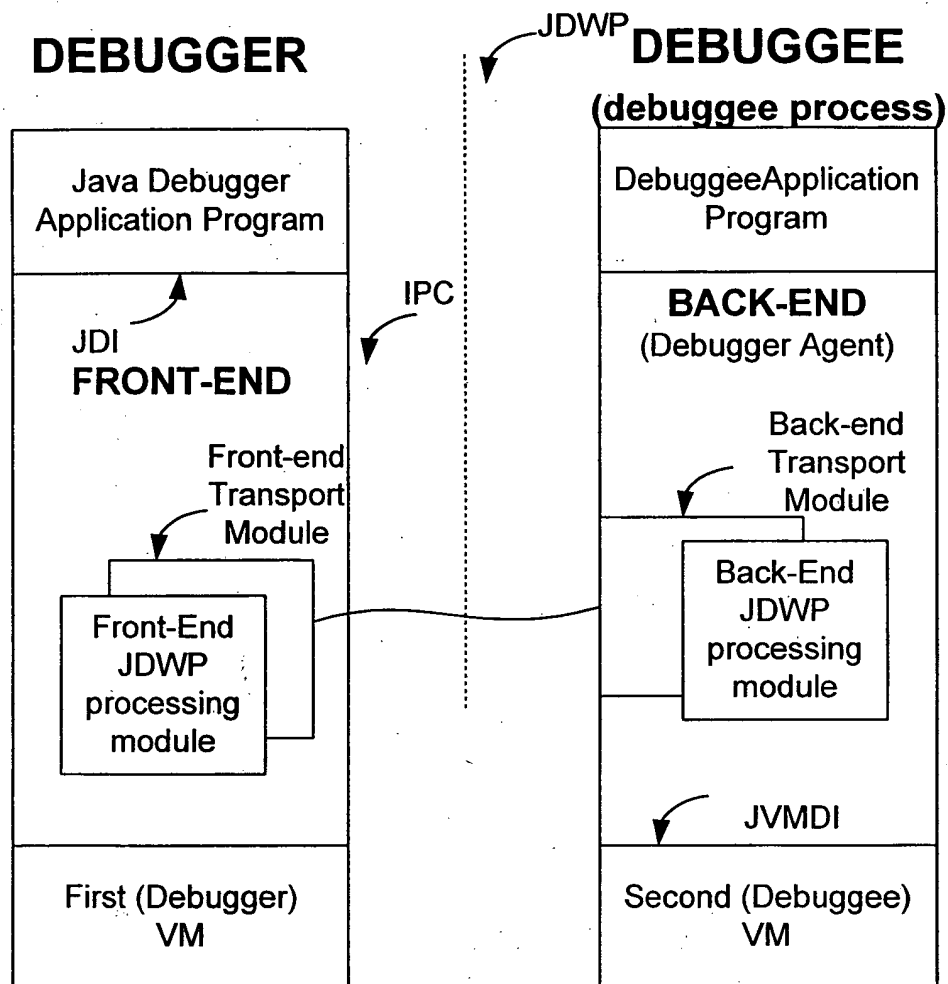 JDWP
DEBUGGER
DEBUGGEE
(debuggee process)
Java Debugger
Application Program
DebuggeeApplication
Program
IPC
JDI
FRONT-END
BACK-END
(Debugger Agent)
Front-end
Transport
Module
Back-end
Transport
Module
Front-End
JDWP
processing
module
Back-End
JDWP
processing
module
JVMDI
First (Debugger)
VM
Second (Debuggee)
VM